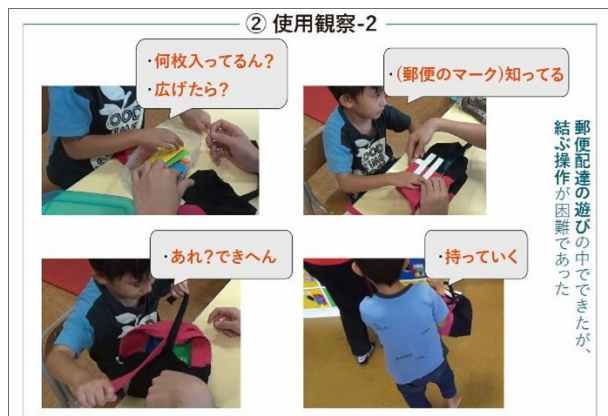 ② 使用観察-2
・何枚入ってるん?
・広げたら?
・(郵便のマーク)知ってる
・あれ?できへん
・持っていく
郵便配達の遊びの中でできたが、
結ぶ操作が困難であった